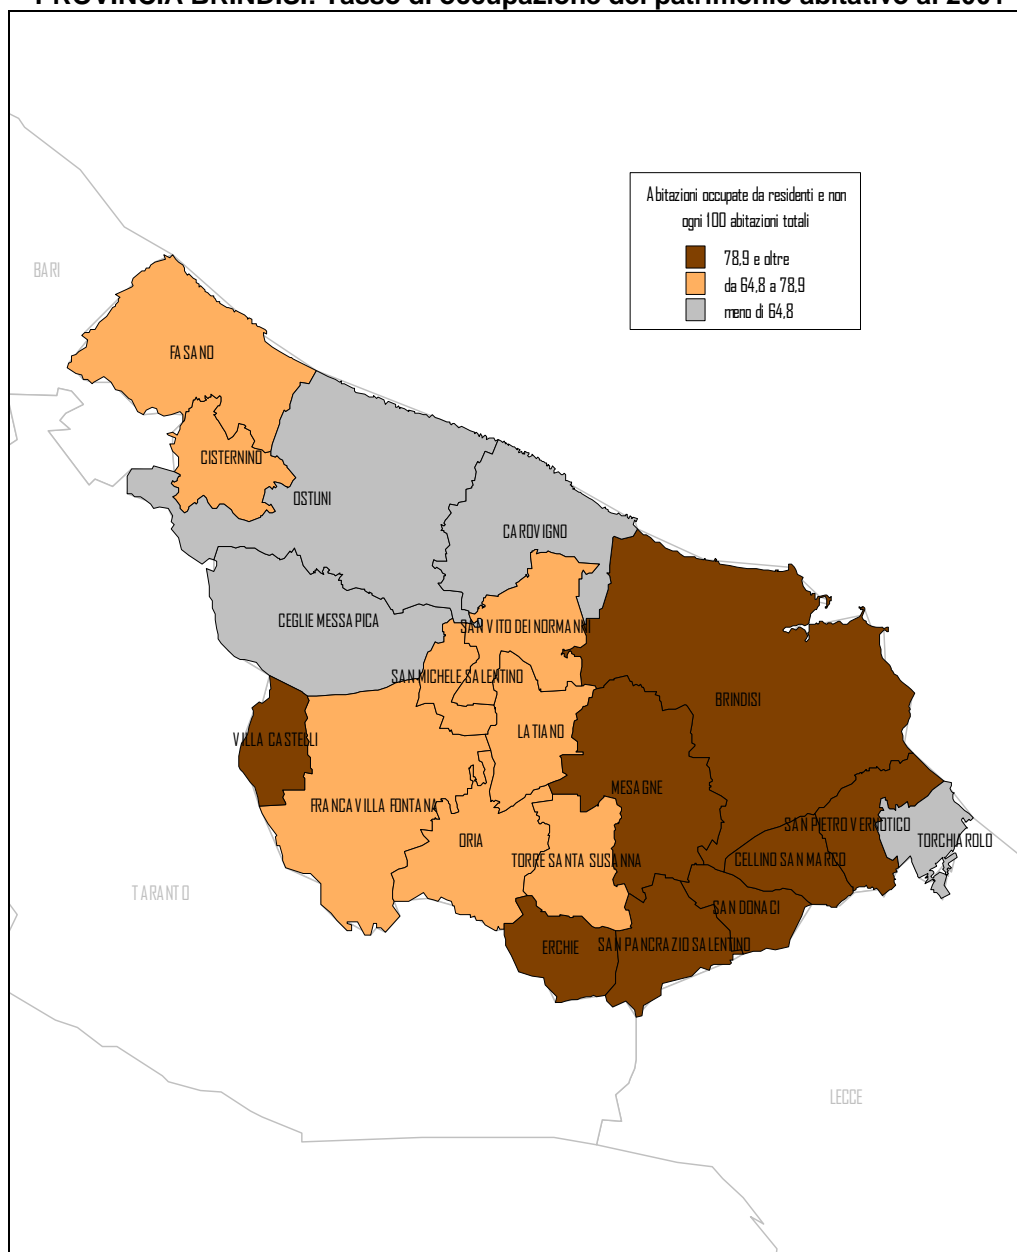 PROVINCIA BRINDISI: Tasso di occupazione del patrimonio abitativo al 2001
Abitazioni occupate da residenti e non
ogni 100 abitazioni totali
78,9 e oltre
da 64,8 a 78,9
meno di 64,8
BARI
FASANO
CISTERNINO
OSTUNI
CAROVIGNO
CEGLIE MESSAPICA
SAN VITO DEI NORMANNI
SAN MICHELE SALENTINO
BRINDISI
LATIANO
VILLA CASTELLI
MESAGNE
FRANCAVILLA FONTANA
SAN PIETRO VERNOTICO
ORIA
TORCHIAROLO
TORRE SANTA SUSANNA
CELLINO SAN MARCO
TARANTO
SAN DONACI
ERCHIE
SAN PANCRAZIO SALENTINO
LECCE